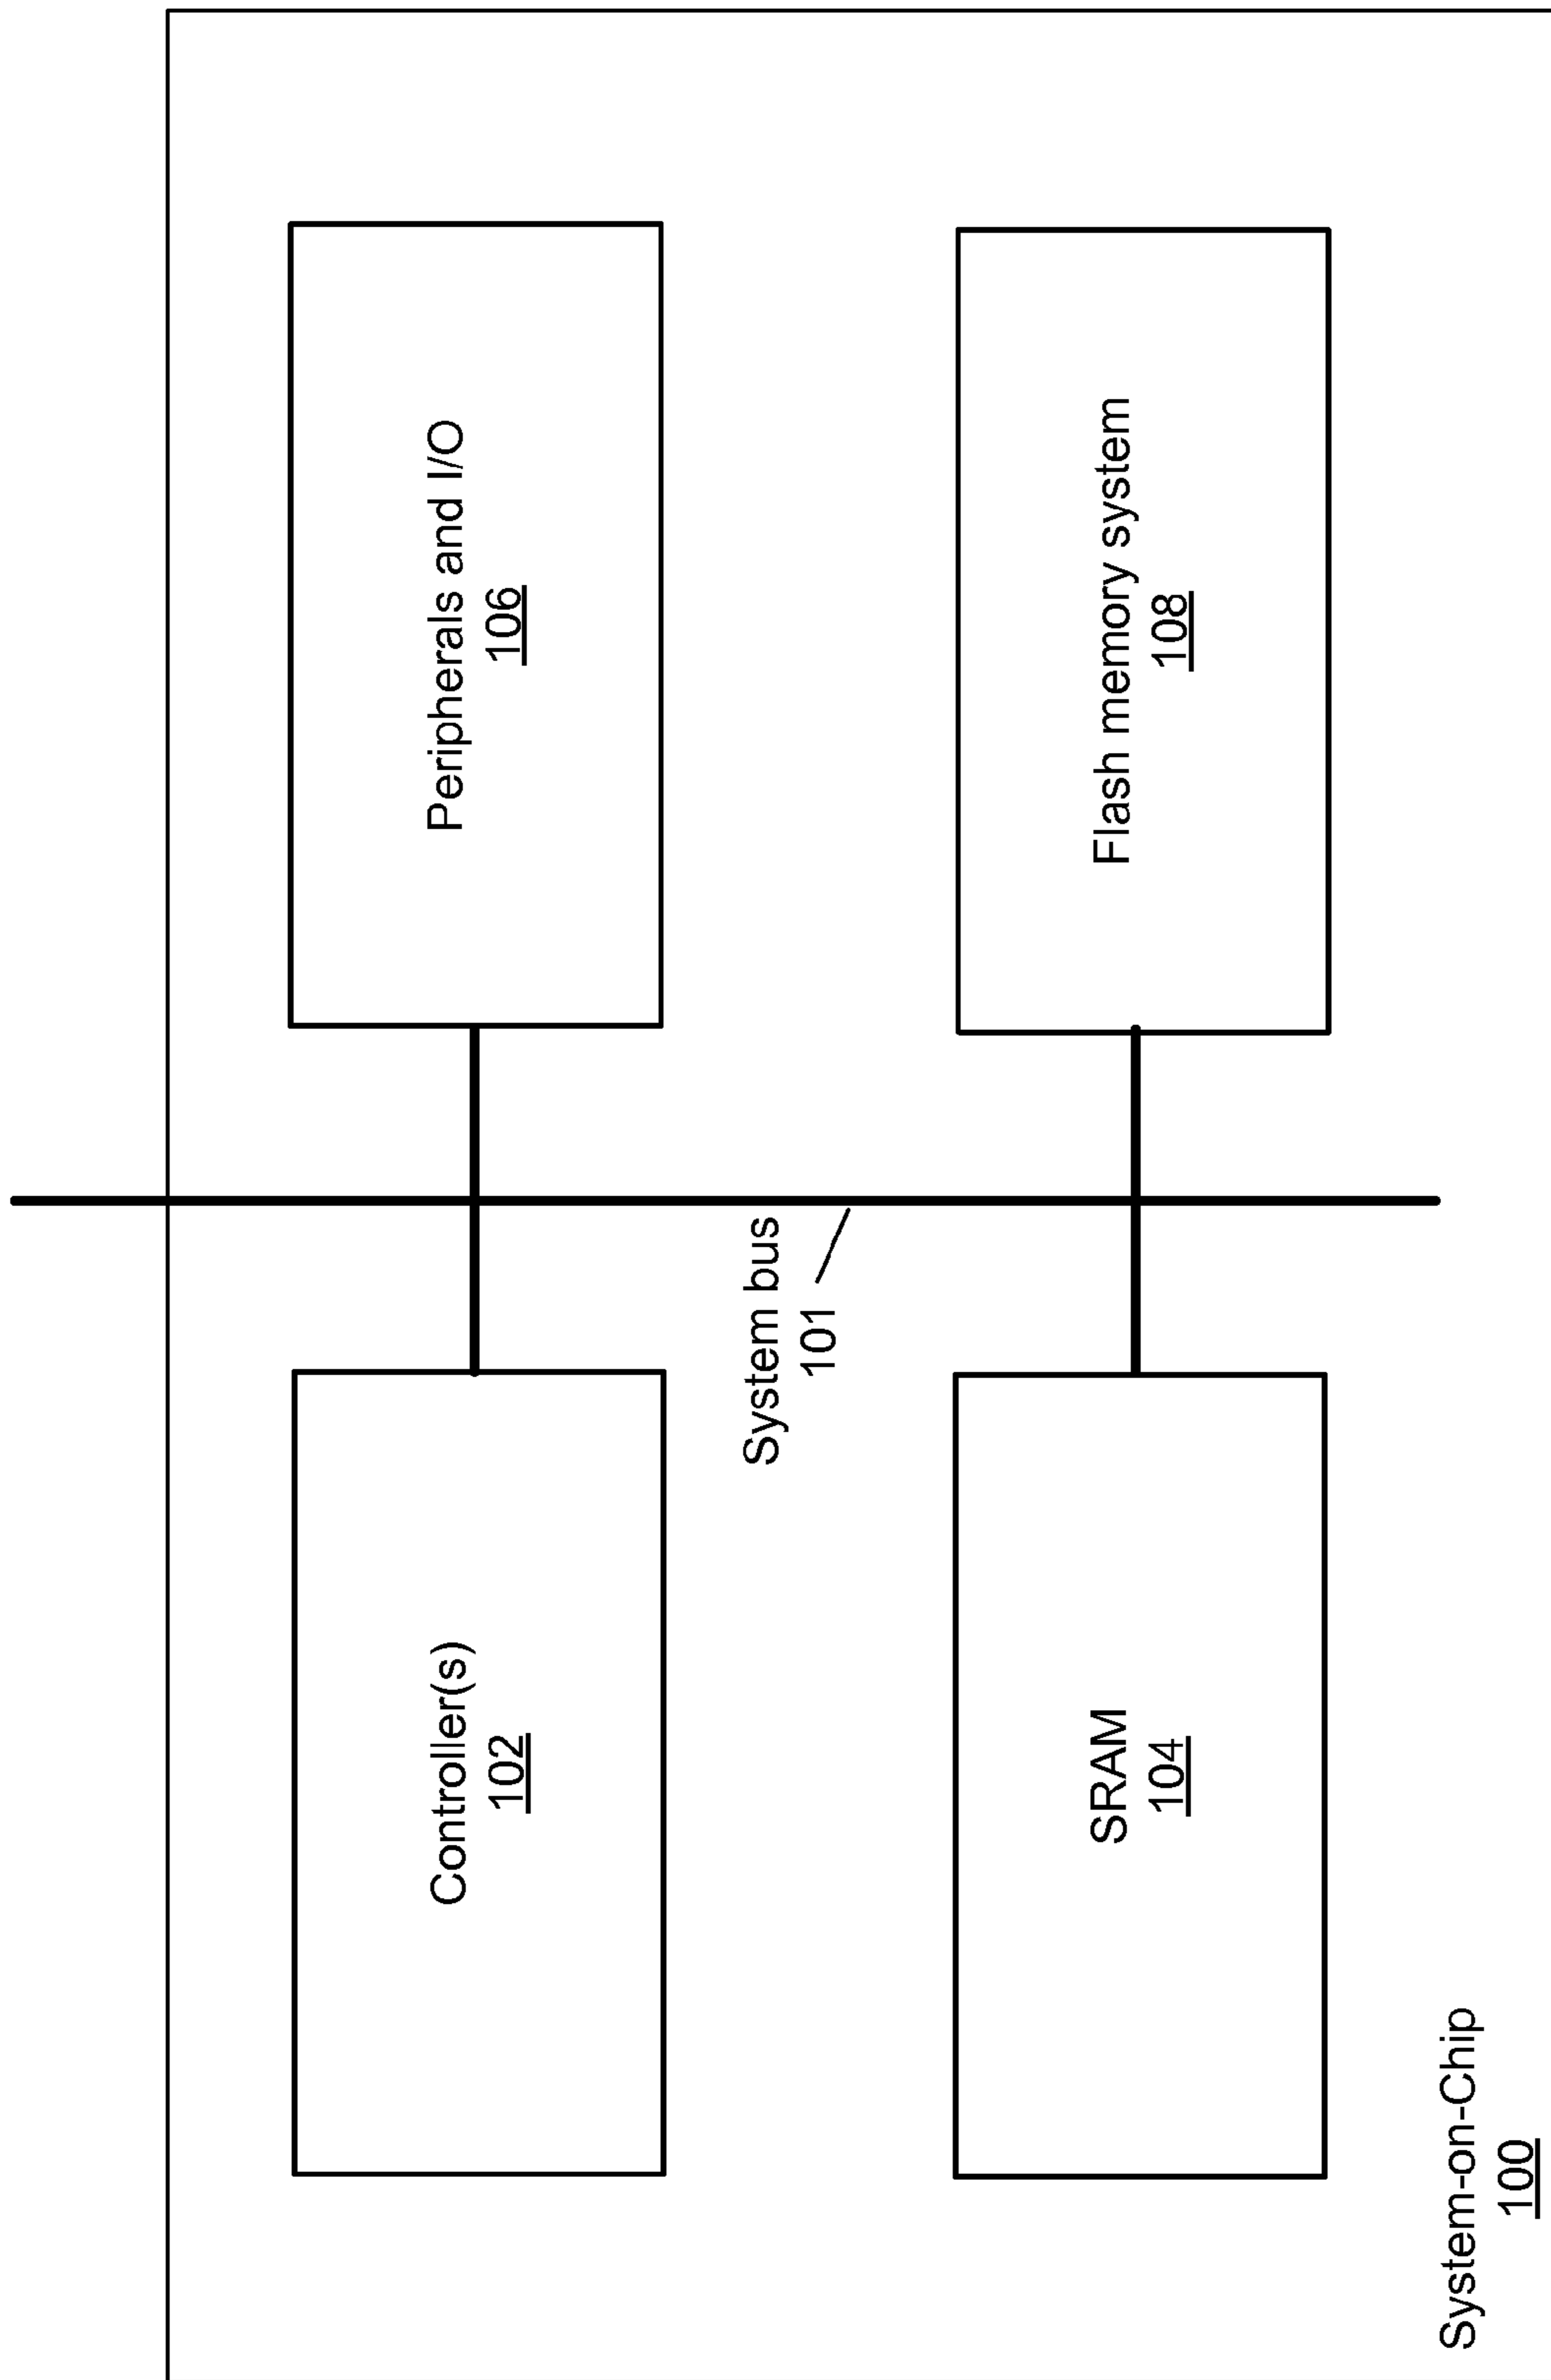 Controller(s)
102
Peripherals and I/O
106
System bus
101
SRAM
104
Flash memory system
108
System-on-Chip
100